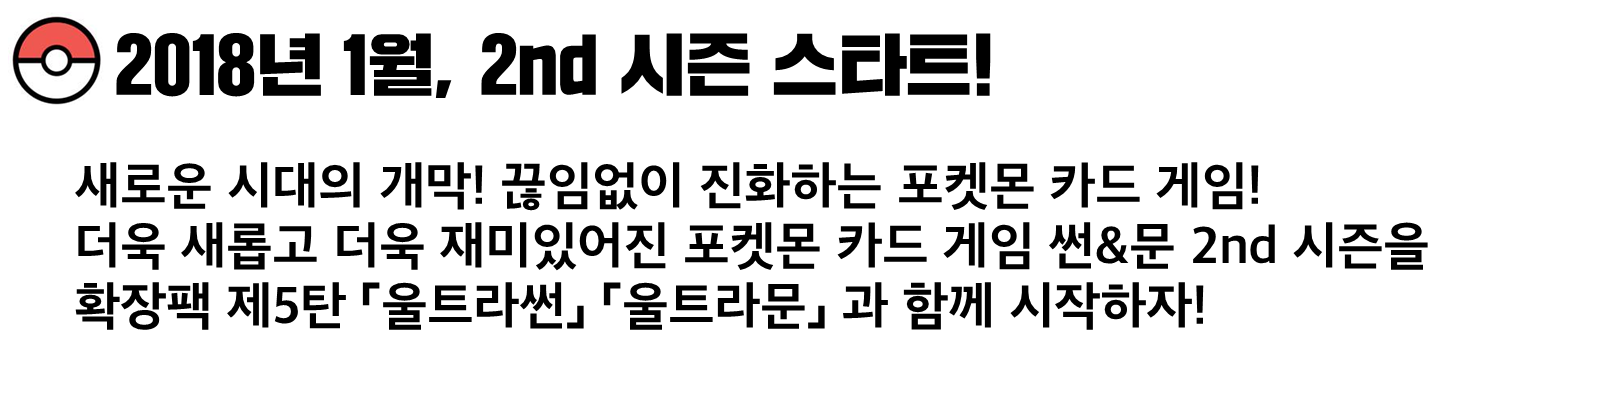 2018년 1월, 2nd 시즌 스타트!
새로운 시대의 개막! 끊임없이 진화하는 포켓몬 카드 게임!
더욱 새롭고 더욱 재미있어진 포켓몬 카드 게임 썬&문 2nd 시즌을
확장팩 제5탄 「울트라썬」 「울트라문」 과 함께 시작하자!